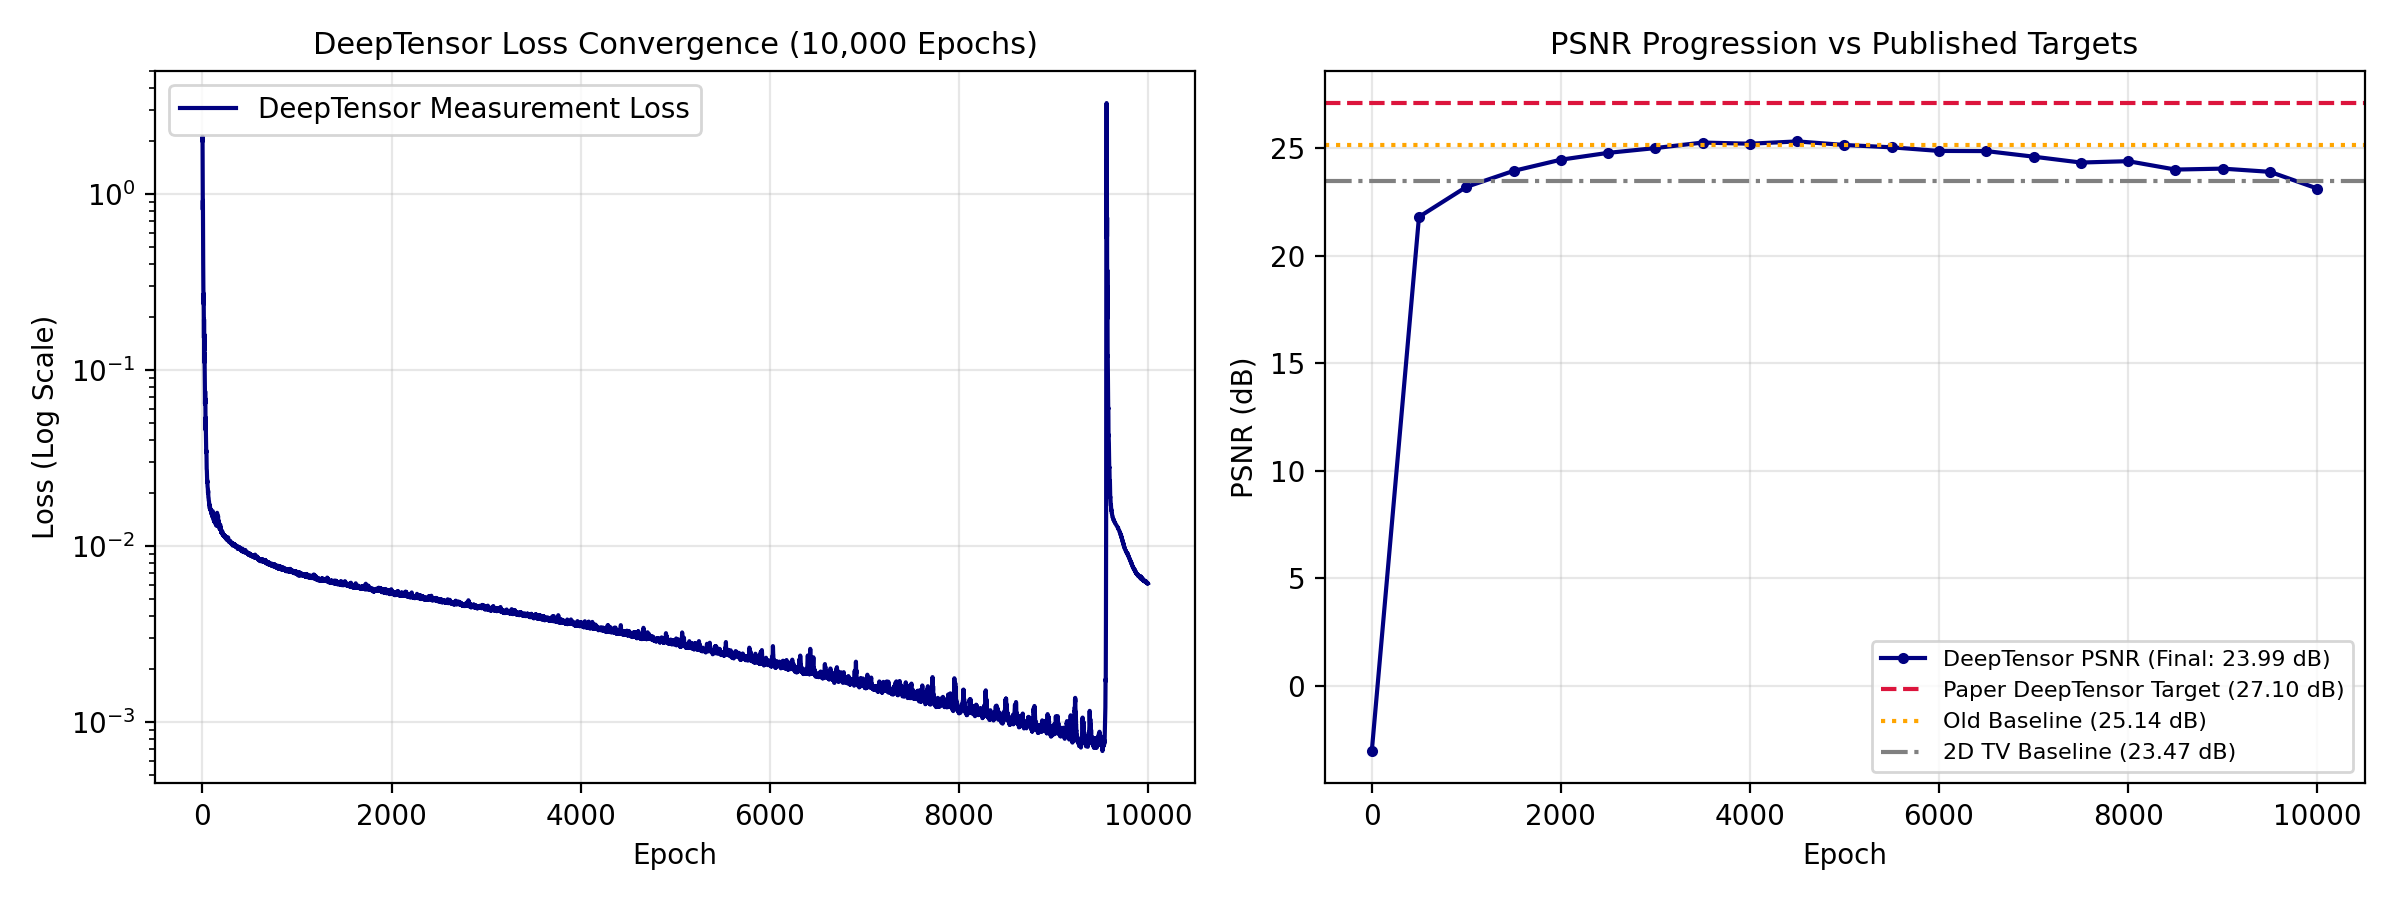 DeepTensor Loss Convergence (10,000 Epochs)
DeepTensor Measurement Loss
Loss (Log Scale)
10⁰
10⁻¹
10⁻²
10⁻³
0 2000 4000 6000 8000 10000
Epoch
PSNR Progression vs Published Targets
PSNR (dB)
25
20
15
10
5
0
DeepTensor PSNR (Final: 23.99 dB)
Paper DeepTensor Target (27.10 dB)
Old Baseline (25.14 dB)
2D TV Baseline (23.47 dB)
0 2000 4000 6000 8000 10000
Epoch